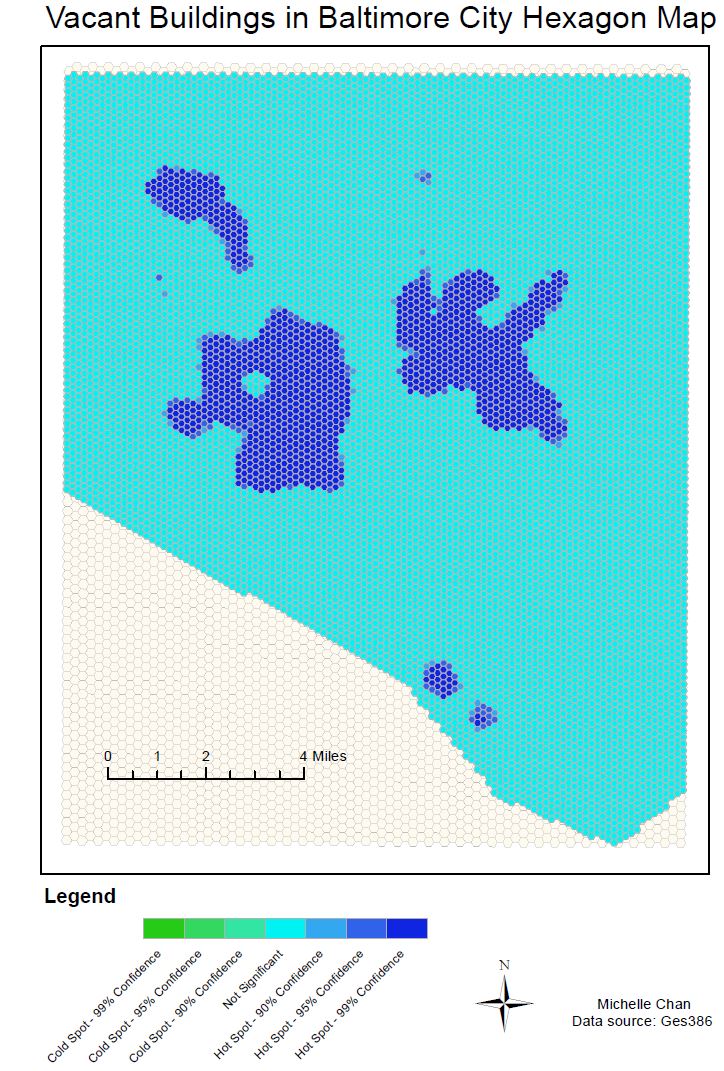 Vacant Buildings in Baltimore City Hexagon Map
0 1 2 4 Miles
Legend
Cold Spot - 99% Confidence
Cold Spot - 95% Confidence
Cold Spot - 90% Confidence
Not Significant
Hot Spot - 90% Confidence
Hot Spot - 95% Confidence
Hot Spot - 99% Confidence
N
Michelle Chan
Data source: Ges386